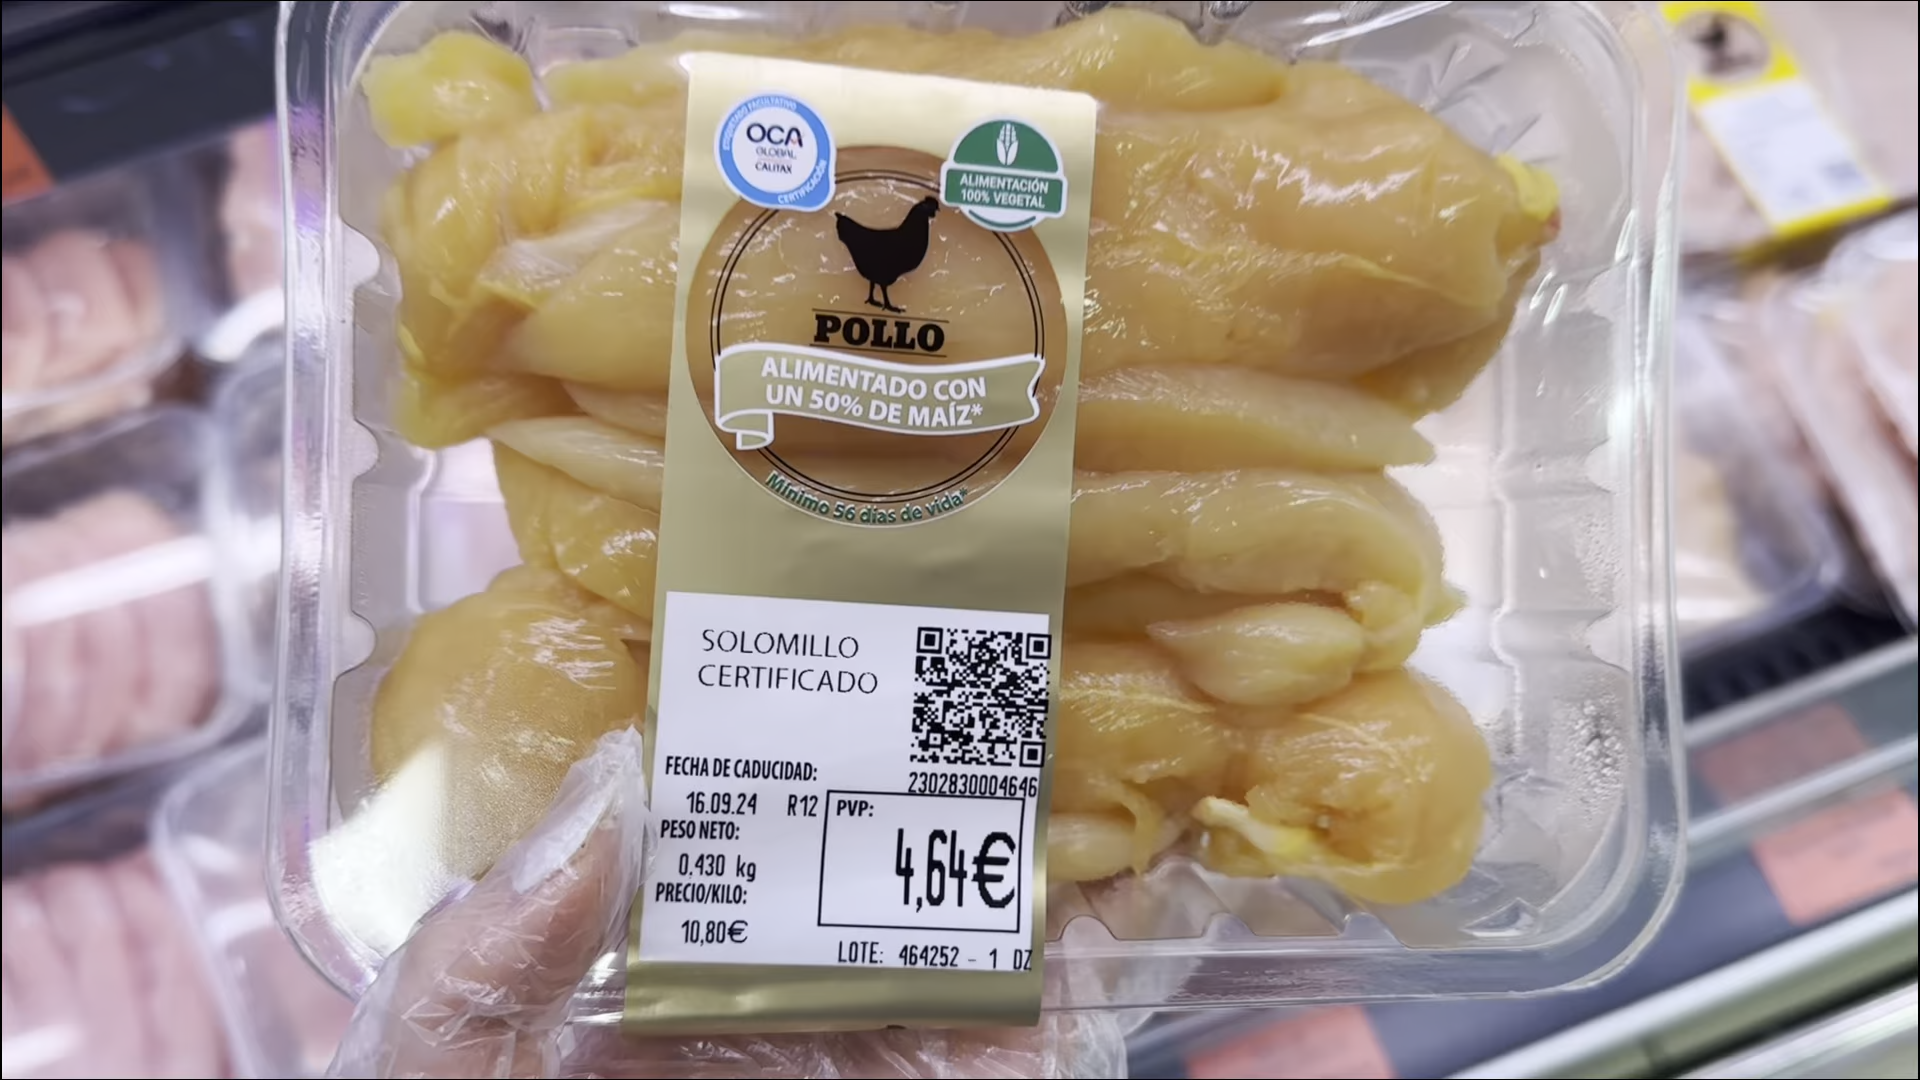 ETIQUETADO FACULTATIVO
OCA
GLOBAL
CALITAX
CERTIFICACIÓN
ALIMENTACIÓN
100% VEGETAL
POLLO
ALIMENTADO CON
UN 50% DE MAÍZ*
Mínimo 56 días de vida*
SOLOMILLO
CERTIFICADO
2302830004646
FECHA DE CADUCIDAD:
16.09.24 R12
PESO NETO:
0,430 kg
PRECIO/KILO:
10,80€
PVP:
4,64€
LOTE: 464252 - 1 DZ